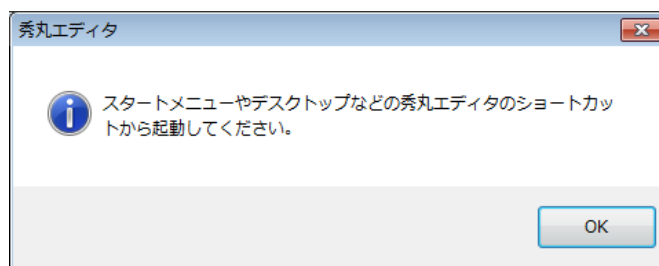 秀丸エディタ
スタートメニューやデスクトップなどの秀丸エディタのショートカッ
トから起動してください。
OK